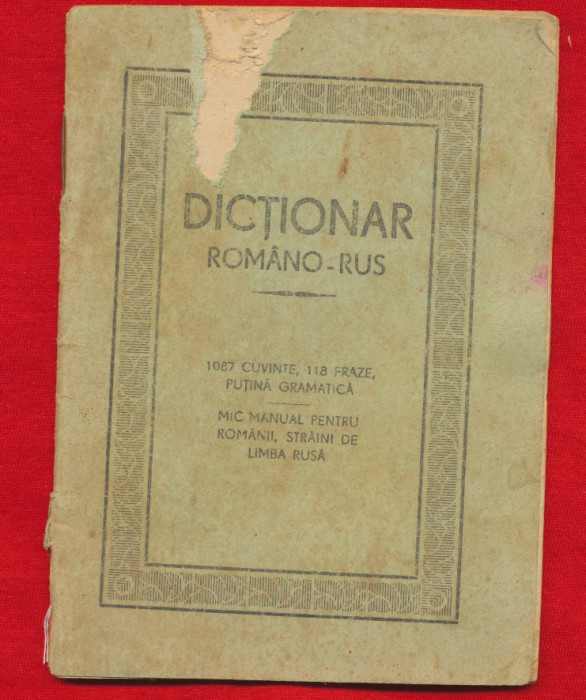 DICȚIONAR
ROMÂNO-RUS
1087 CUVINTE, 118 FRAZE,
PUȚINĂ GRAMATICĂ
MIC MANUAL PENTRU
ROMÂNII, STRĂINI DE
LIMBA RUSĂ